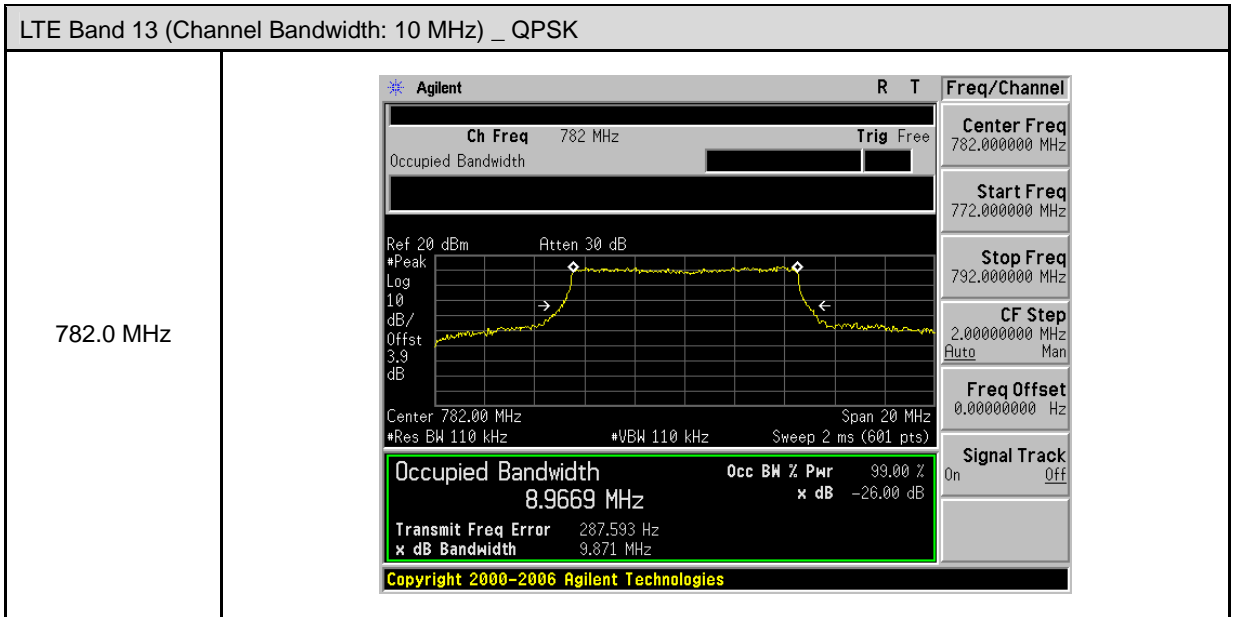 LTE Band 13 (Channel Bandwidth: 10 MHz) _ QPSK
782.0 MHz
Agilent R T
Ch Freq 782 MHz Trig Free
Occupied Bandwidth
Ref 20 dBm Atten 30 dB
#Peak
Log
10
dB/
Offst
3.9
dB
Center 782.00 MHz Span 20 MHz
#Res BW 110 kHz #VBW 110 kHz Sweep 2 ms (601 pts)
Occupied Bandwidth Occ BW % Pwr 99.00 %
8.9669 MHz x dB -26.00 dB
Transmit Freq Error 287.593 Hz
x dB Bandwidth 9.871 MHz
Copyright 2000-2006 Agilent Technologies
Freq/Channel
Center Freq
782.000000 MHz
Start Freq
772.000000 MHz
Stop Freq
792.000000 MHz
CF Step
2.00000000 MHz
Auto Man
Freq Offset
0.00000000 Hz
Signal Track
On Off